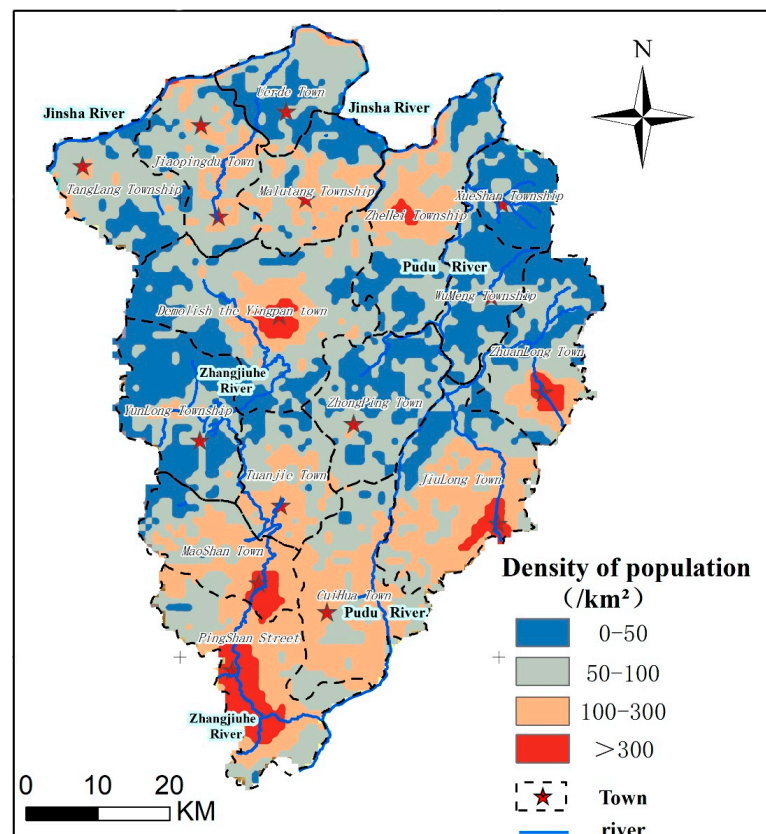 N
Uerde Town
Jinsha River
Jinsha River
Jiaopingdu Town
TangLang Township
Malutang Township
XueShan Township
ZheHei Township
Pudu River
WuMeng Township
Demolish the Yingpan town
ZhuanLong Town
Zhangjiuhe
River
ZhongPing Town
YunLong Township
Tuanjie Town
JiuLong Town
MaoShan Town
CuiHua Town
Pudu River
PingShan Street
Zhangjiuhe
River
Density of population
(/km²)
0-50
50-100
100-300
>300
Town
river
0 10 20
KM